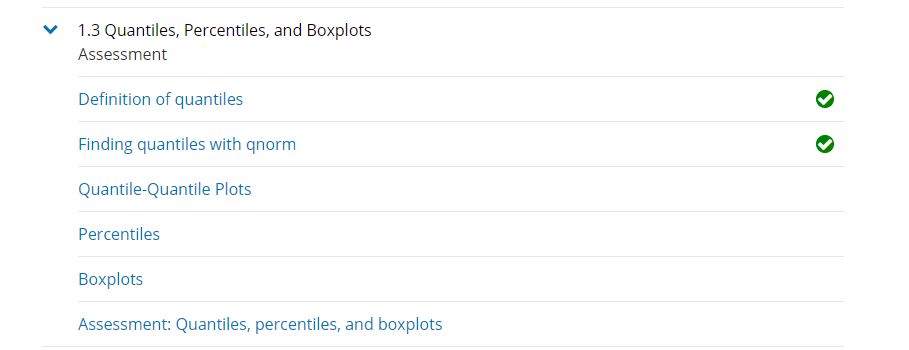 1.3 Quantiles, Percentiles, and Boxplots
Assessment
Definition of quantiles
Finding quantiles with qnorm
Quantile-Quantile Plots
Percentiles
Boxplots
Assessment: Quantiles, percentiles, and boxplots